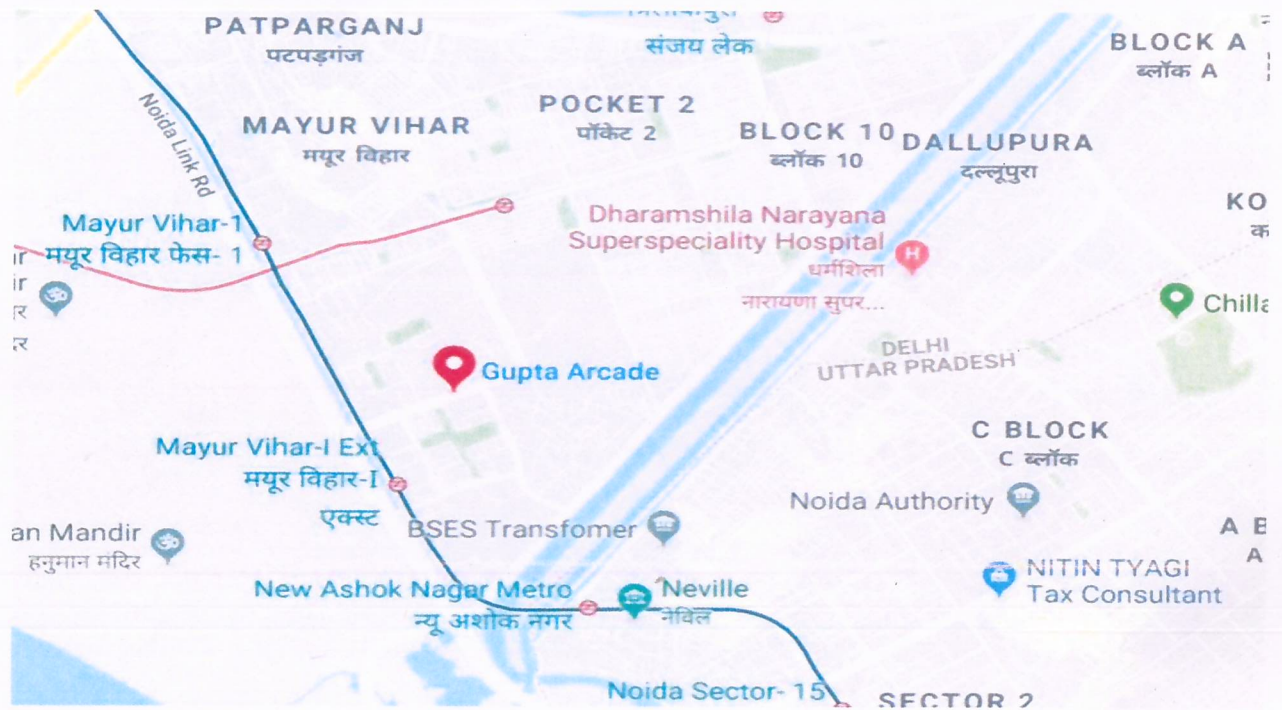 PATPARGANJ
पटपड़गंज
संजय लेक
BLOCK A
ब्लॉक A
Noida Link Rd
MAYUR VIHAR
मयूर विहार
POCKET 2
पॉकेट 2
BLOCK 10
ब्लॉक 10
DALLUPURA
दल्लूपुरा
KO
क
Mayur Vihar-1
मयूर विहार फेस- 1
Dharamshila Narayana
Superspeciality Hospital
धर्मशिला
नारायणा सुपर...
Chilla
DELHI
UTTAR PRADESH
Gupta Arcade
C BLOCK
C ब्लॉक
Mayur Vihar-I Ext
मयूर विहार-I
एक्स्ट
Noida Authority
BSES Transfomer
an Mandir
हनुमान मंदिर
A B
A
NITIN TYAGI
Tax Consultant
New Ashok Nagar Metro
न्यू अशोक नगर
Neville
नेविल
Noida Sector- 15
SECTOR 2